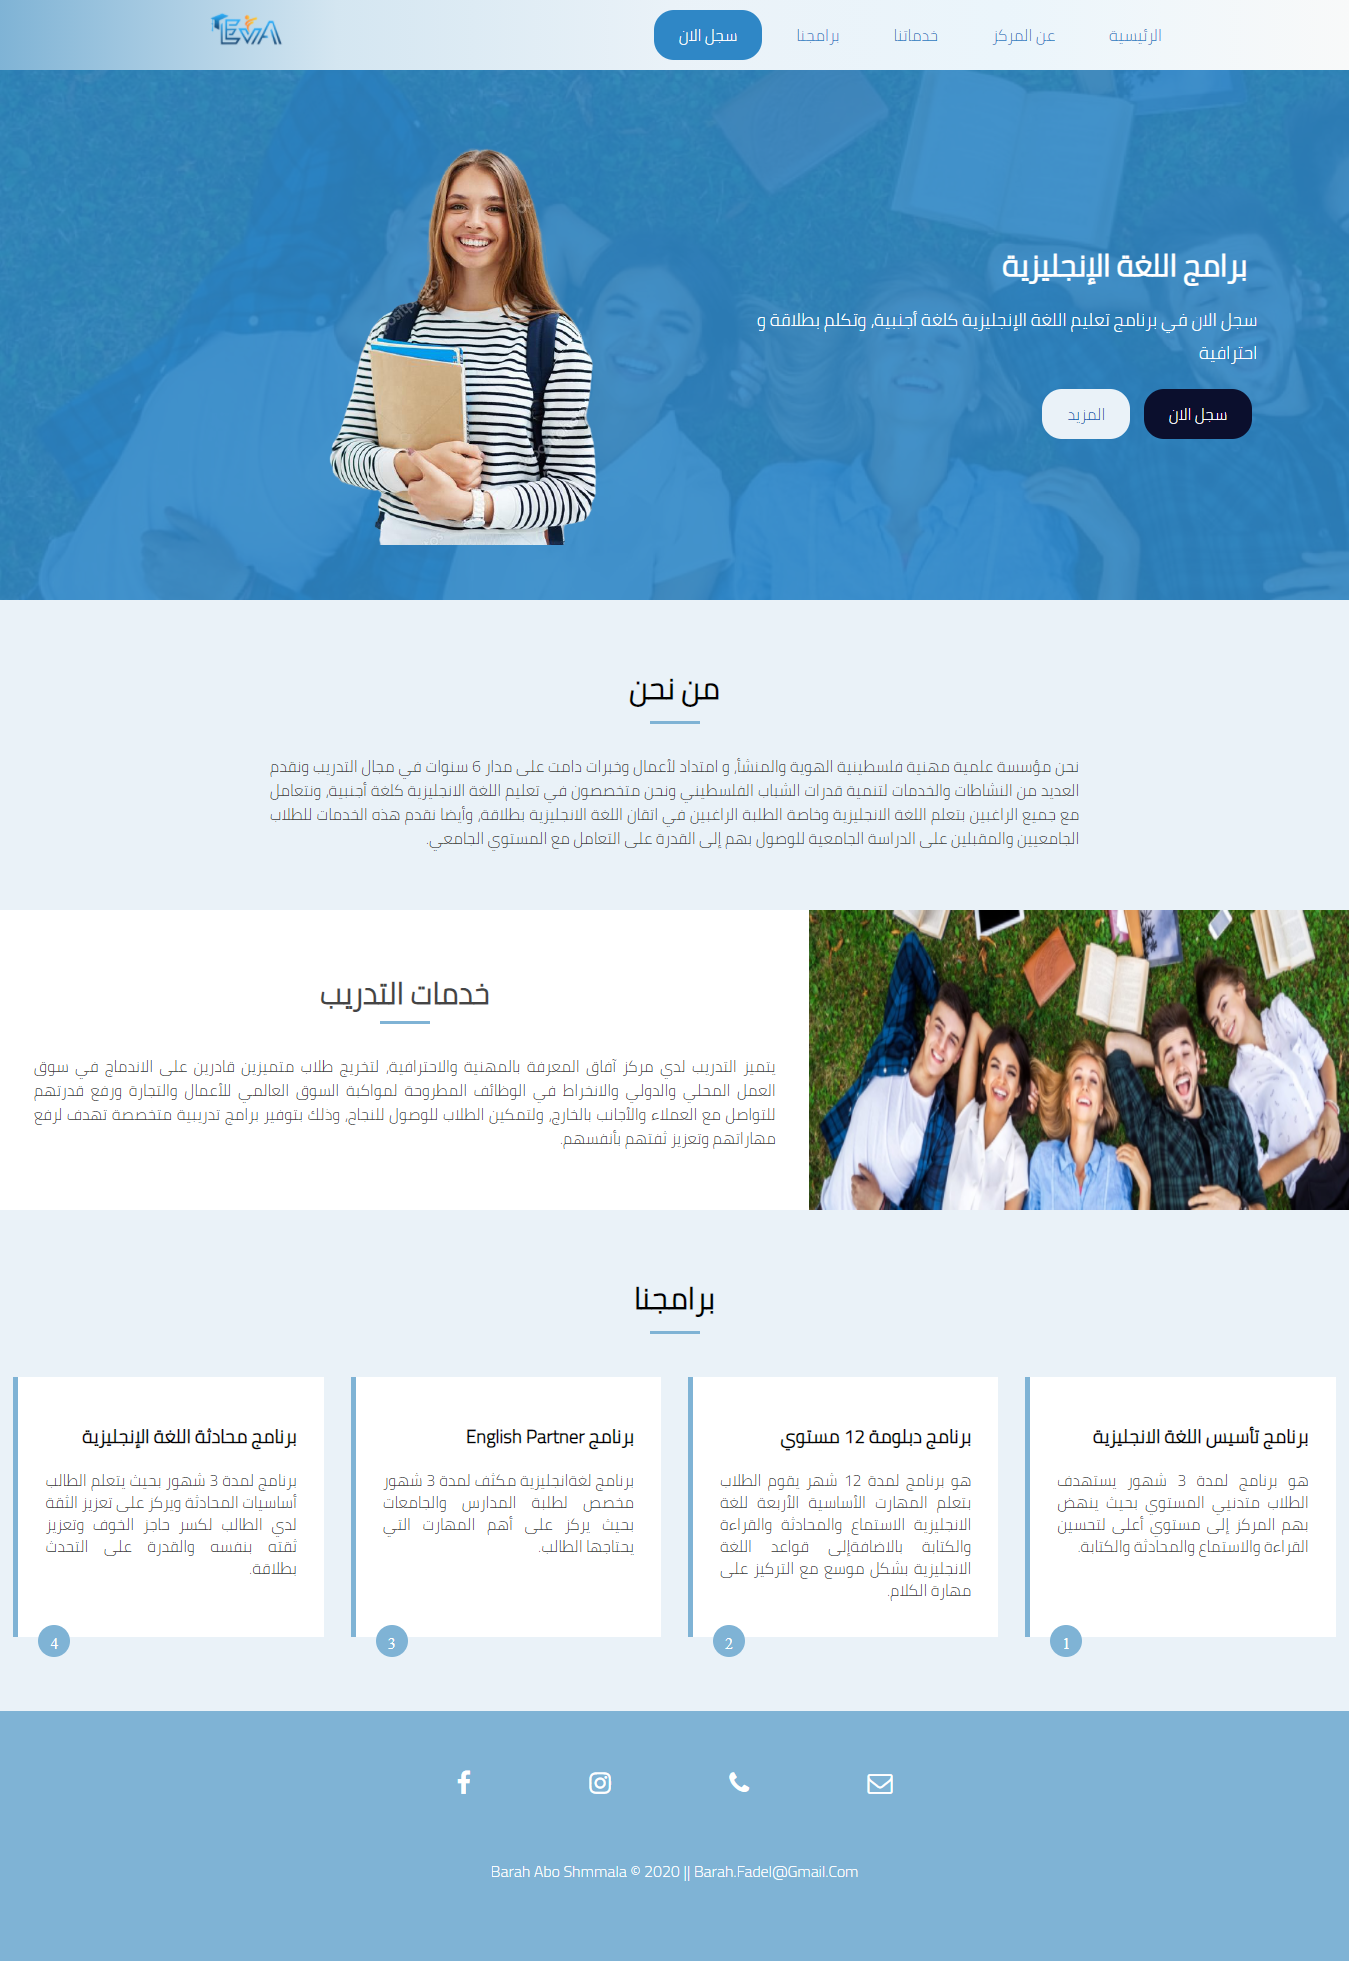 الرئيسية
عن المركز
خدماتنا
برامجنا
سجل الان
EVA
برامج اللغة الإنجليزية
سجل الان في برنامج تعليم اللغة الإنجليزية كلغة أجنبية, وتكلم بطلاقة و
احترافية
سجل الان
المزيد
من نحن
نحن مؤسسة علمية مهنية فلسطينية الهوية والمنشأ, و امتداد لأعمال وخبرات دامت على مدار 6 سنوات في مجال التدريب ونقدم
العديد من النشاطات والخدمات لتنمية قدرات الشباب الفلسطيني ونحن متخصصون في تعليم اللغة الانجليزية كلغة أجنبية, ونتعامل
مع جميع الراغبين بتعلم اللغة الانجليزية وخاصة الطلبة الراغبين في اتقان اللغة الانجليزية بطلاقة, وأيضا نقدم هذه الخدمات للطلاب
الجامعيين والمقبلين على الدراسة الجامعية للوصول بهم إلى القدرة على التعامل مع المستوي الجامعي.
خدمات التدريب
يتميز التدريب لدي مركز آفاق المعرفة بالمهنية والاحترافية, لتخريج طلاب متميزين قادرين على الاندماج في سوق
العمل المحلي والدولي والانخراط في الوظائف المطروحة لمواكبة السوق العالمي للأعمال والتجارة ورفع قدرتهم
للتواصل مع العملاء والأجانب بالخارج, ولتمكين الطلاب للوصول للنجاح, وذلك بتوفير برامج تدريبية متخصصة تهدف لرفع
مهاراتهم وتعزيز ثفتهم بأنفسهم.
برامجنا
برنامج تأسيس اللغة الانجليزية
هو برنامج لمدة 3 شهور يستهدف
الطلاب متدنيي المستوي بحيث ينهض
بهم المركز إلى مستوي أعلى لتحسين
القراءة والاستماع والمحادثة والكتابة.
1
برنامج دبلومة 12 مستوي
هو برنامج لمدة 12 شهر يقوم الطلاب
بتعلم المهارت الأساسية الأربعة للغة
الانجليزية الاستماع والمحادثة والقراءة
والكتابة بالاضافةإلى قواعد اللغة
الانجليزية بشكل موسع مع التركيز على
مهارة الكلام.
2
برنامج English Partner
برنامج لغةانجليزية مكثف لمدة 3 شهور
مخصص لطلبة المدارس والجامعات
بحيث يركز على أهم المهارت التي
يحتاجها الطالب.
3
برنامج محادثة اللغة الإنجليزية
برنامج لمدة 3 شهور بحيث يتعلم الطالب
أساسيات المحادثة ويركز على تعزيز الثقة
لدي الطالب لكسر حاجز الخوف وتعزيز
ثقته بنفسه والقدرة على التحدث
بطلاقة.
4
Barah Abo Shmmala © 2020 || Barah.Fadel@Gmail.Com